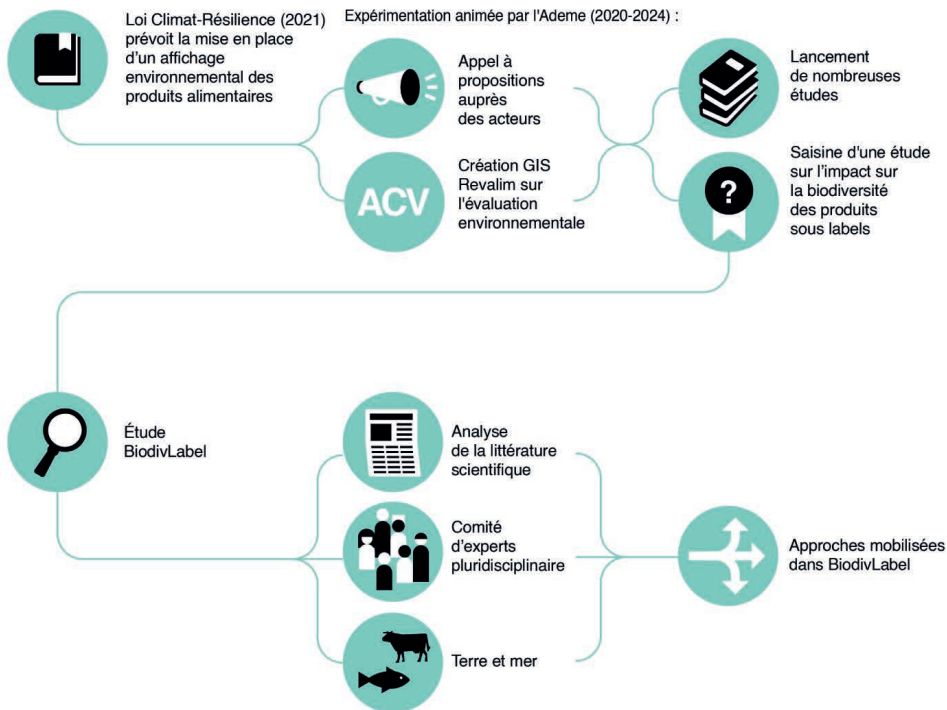 Loi Climat-Résilience (2021)
prévoit la mise en place
d'un affichage
environnemental des
produits alimentaires
Expérimentation animée par l'Ademe (2020-2024) :
Appel à
propositions
auprès
des acteurs
ACV
Création GIS
Revalim sur
l'évaluation
environnementale
Lancement
de nombreuses
études
?
Saisine d'une étude
sur l'impact sur
la biodiversité
des produits
sous labels
Étude
BiodivLabel
Analyse
de la littérature
scientifique
Comité
d'experts
pluridisciplinaire
Terre et mer
Approches mobilisées
dans BiodivLabel